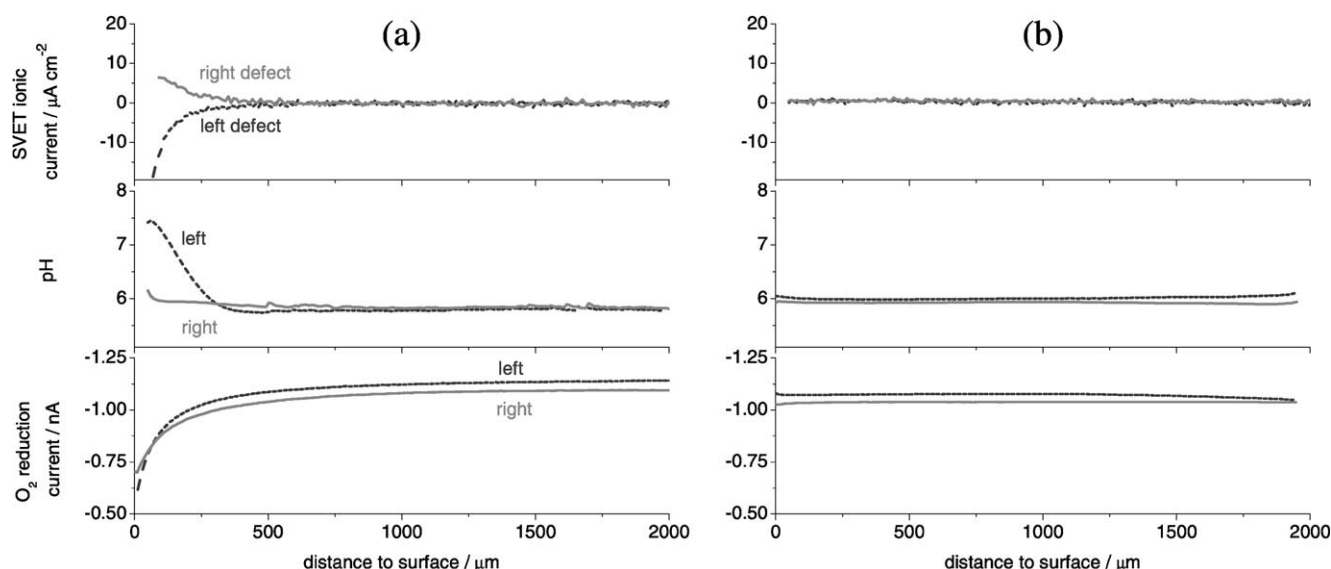 (a)
(b)
SVET ionic
current / μA cm⁻²
20
10
0
-10
right defect
left defect
pH
8
7
6
left
right
O₂ reduction
current / nA
-1.25
-1.00
-0.75
-0.50
left
right
0
500
1000
1500
2000
distance to surface / μm
20
10
0
-10
8
7
6
-1.25
-1.00
-0.75
-0.50
0
500
1000
1500
2000
distance to surface / μm